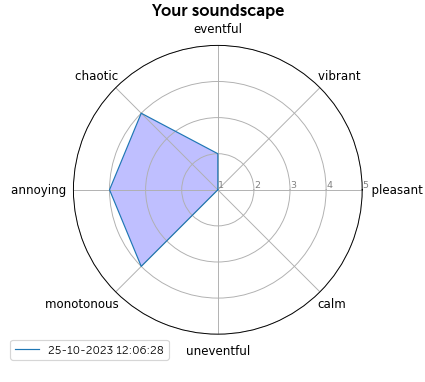 Your soundscape
eventful
chaotic
vibrant
annoying
1 2 3 4 5
pleasant
monotonous
calm
uneventful
25-10-2023 12:06:28